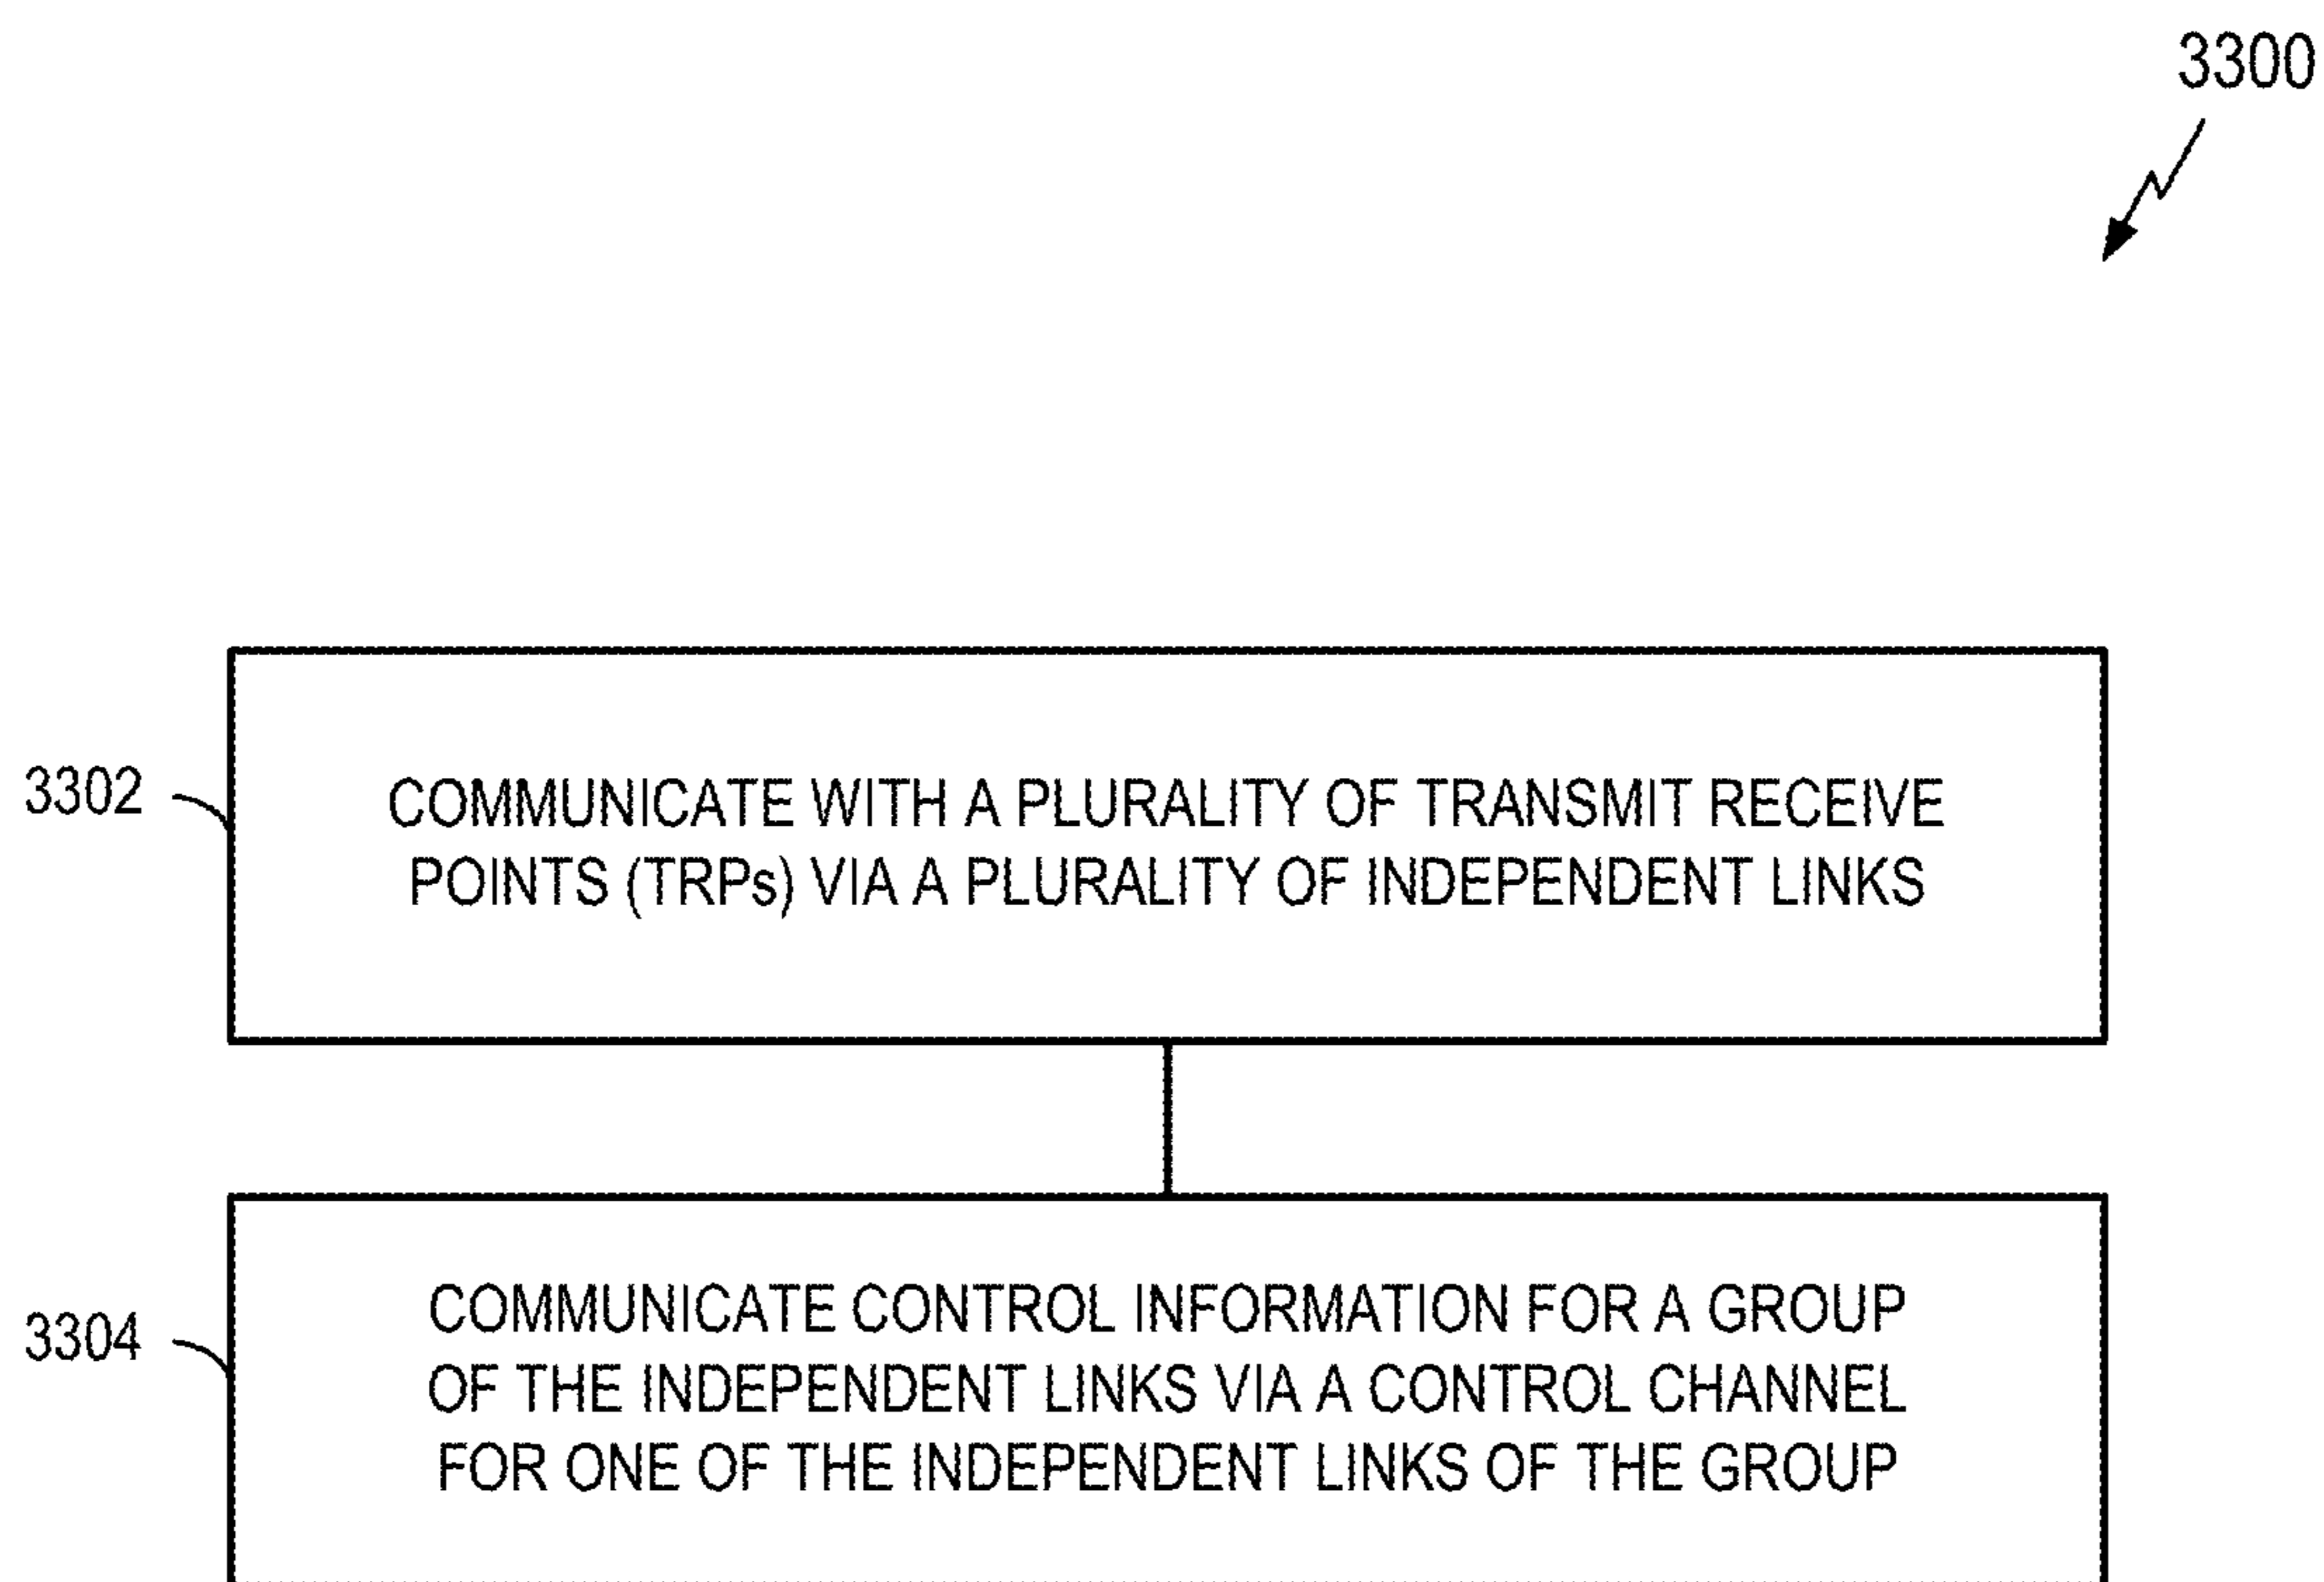 3300
3302
COMMUNICATE WITH A PLURALITY OF TRANSMIT RECEIVE
POINTS (TRPs) VIA A PLURALITY OF INDEPENDENT LINKS
3304
COMMUNICATE CONTROL INFORMATION FOR A GROUP
OF THE INDEPENDENT LINKS VIA A CONTROL CHANNEL
FOR ONE OF THE INDEPENDENT LINKS OF THE GROUP